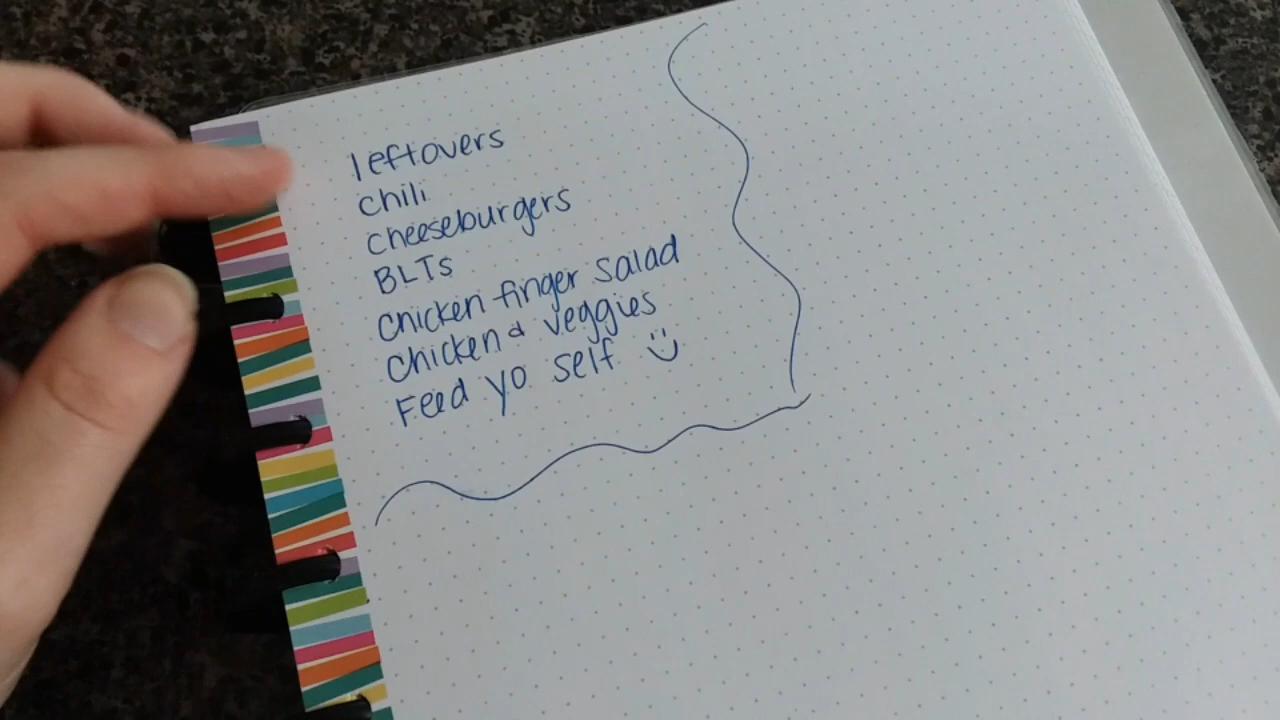 leftovers
chili
cheeseburgers
BLTs
chicken finger salad
chicken & veggies
Feed yo self :)